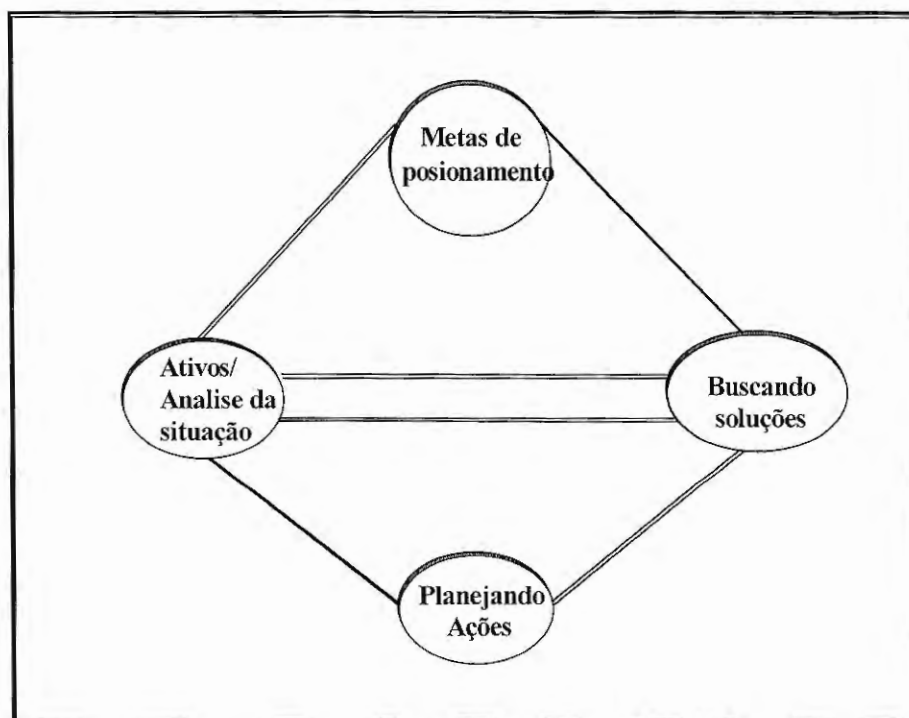 Metas de
posionamento
Ativos/
Analise da
situação
Buscando
soluções
Planejando
Ações